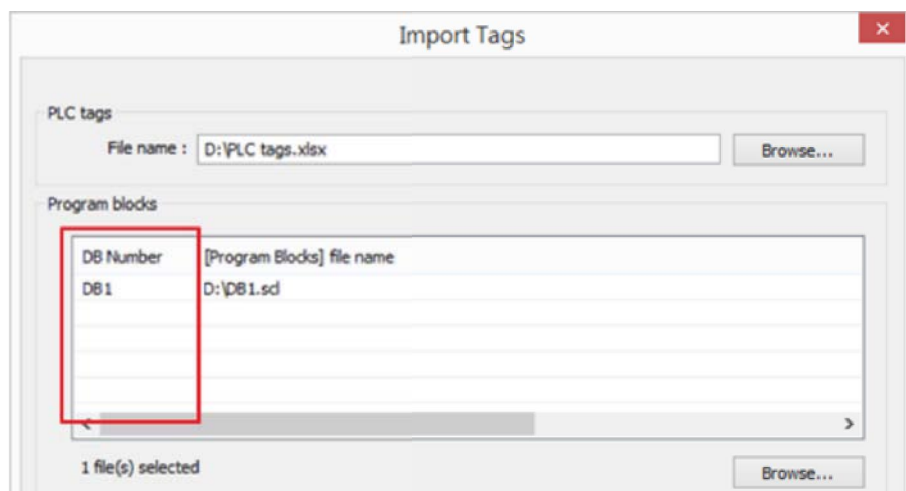 Import Tags
PLC tags
File name : D:\PLC tags.xlsx Browse...
Program blocks
DB Number [Program Blocks] file name
DB1 D:\DB1.scl
1 file(s) selected Browse...